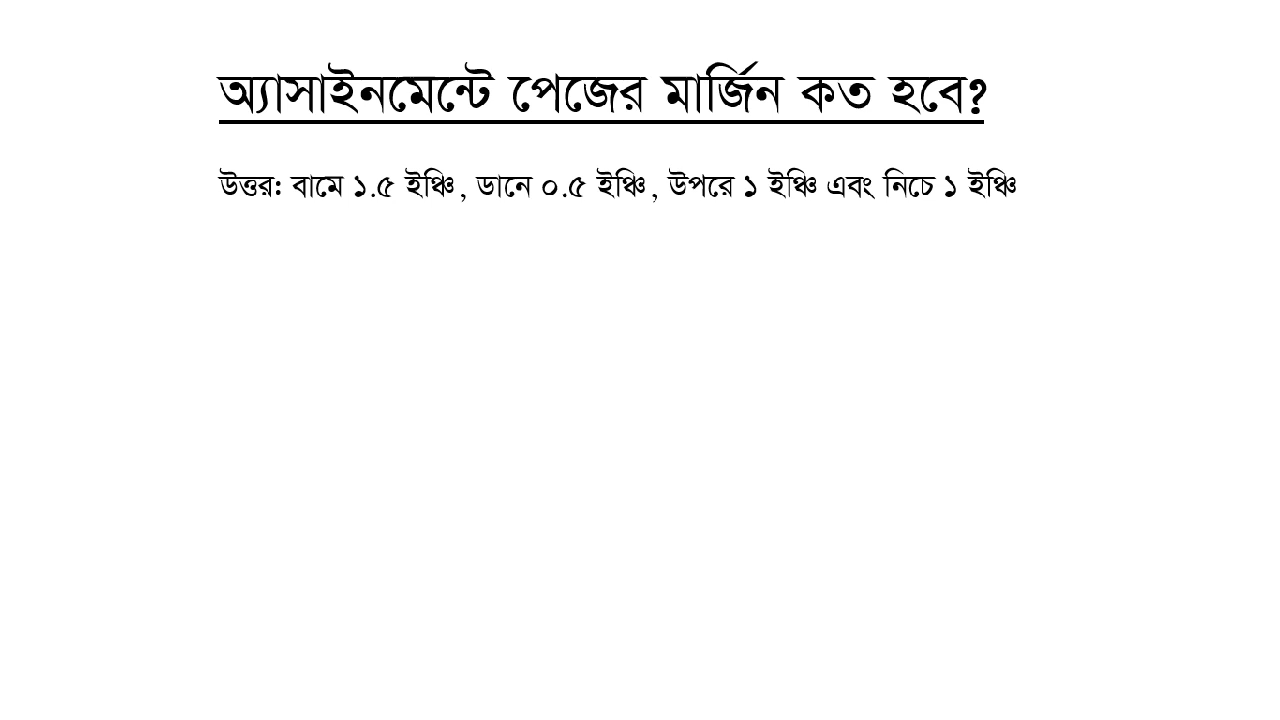 অ্যাসাইনমেন্টে পেজের মার্জিন কত হবে?
উত্তর: বামে ১.৫ ইঞ্চি, ডানে ০.৫ ইঞ্চি, উপরে ১ ইঞ্চি এবং নিচে ১ ইঞ্চি